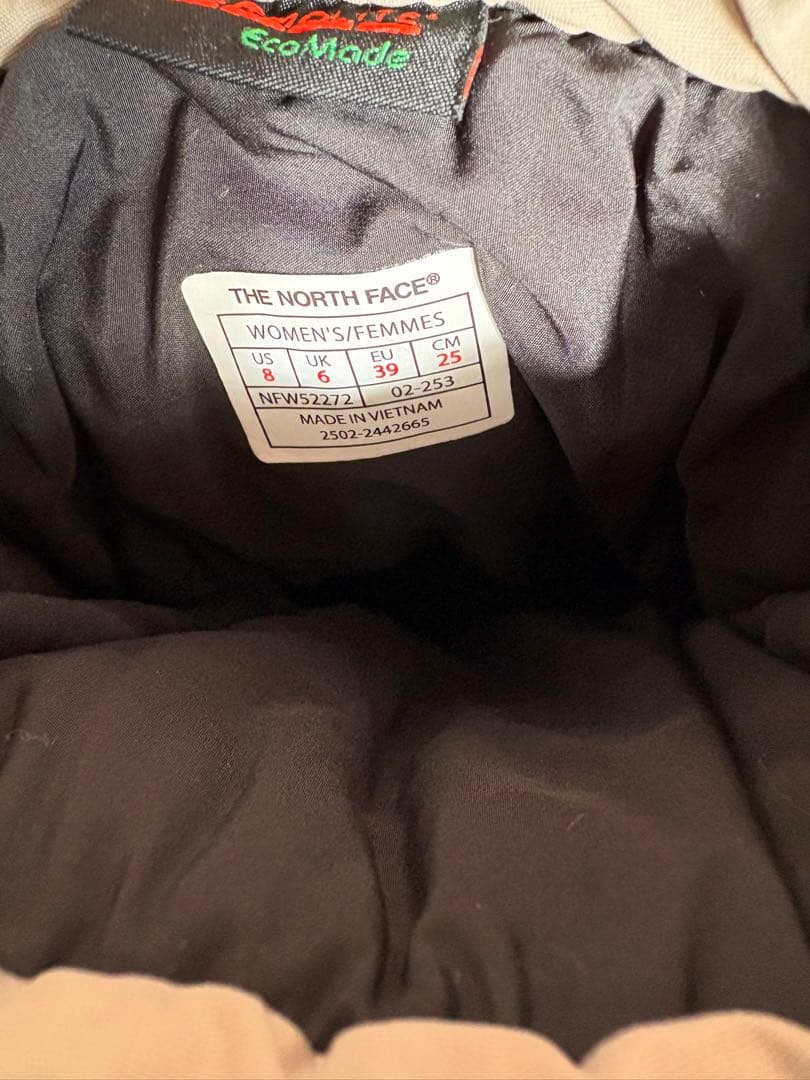 EcoMade
THE NORTH FACE®
WOMEN'S/FEMMES
US UK EU CM
8 6 39 25
NFW52272 02-253
MADE IN VIETNAM
2502-2442665